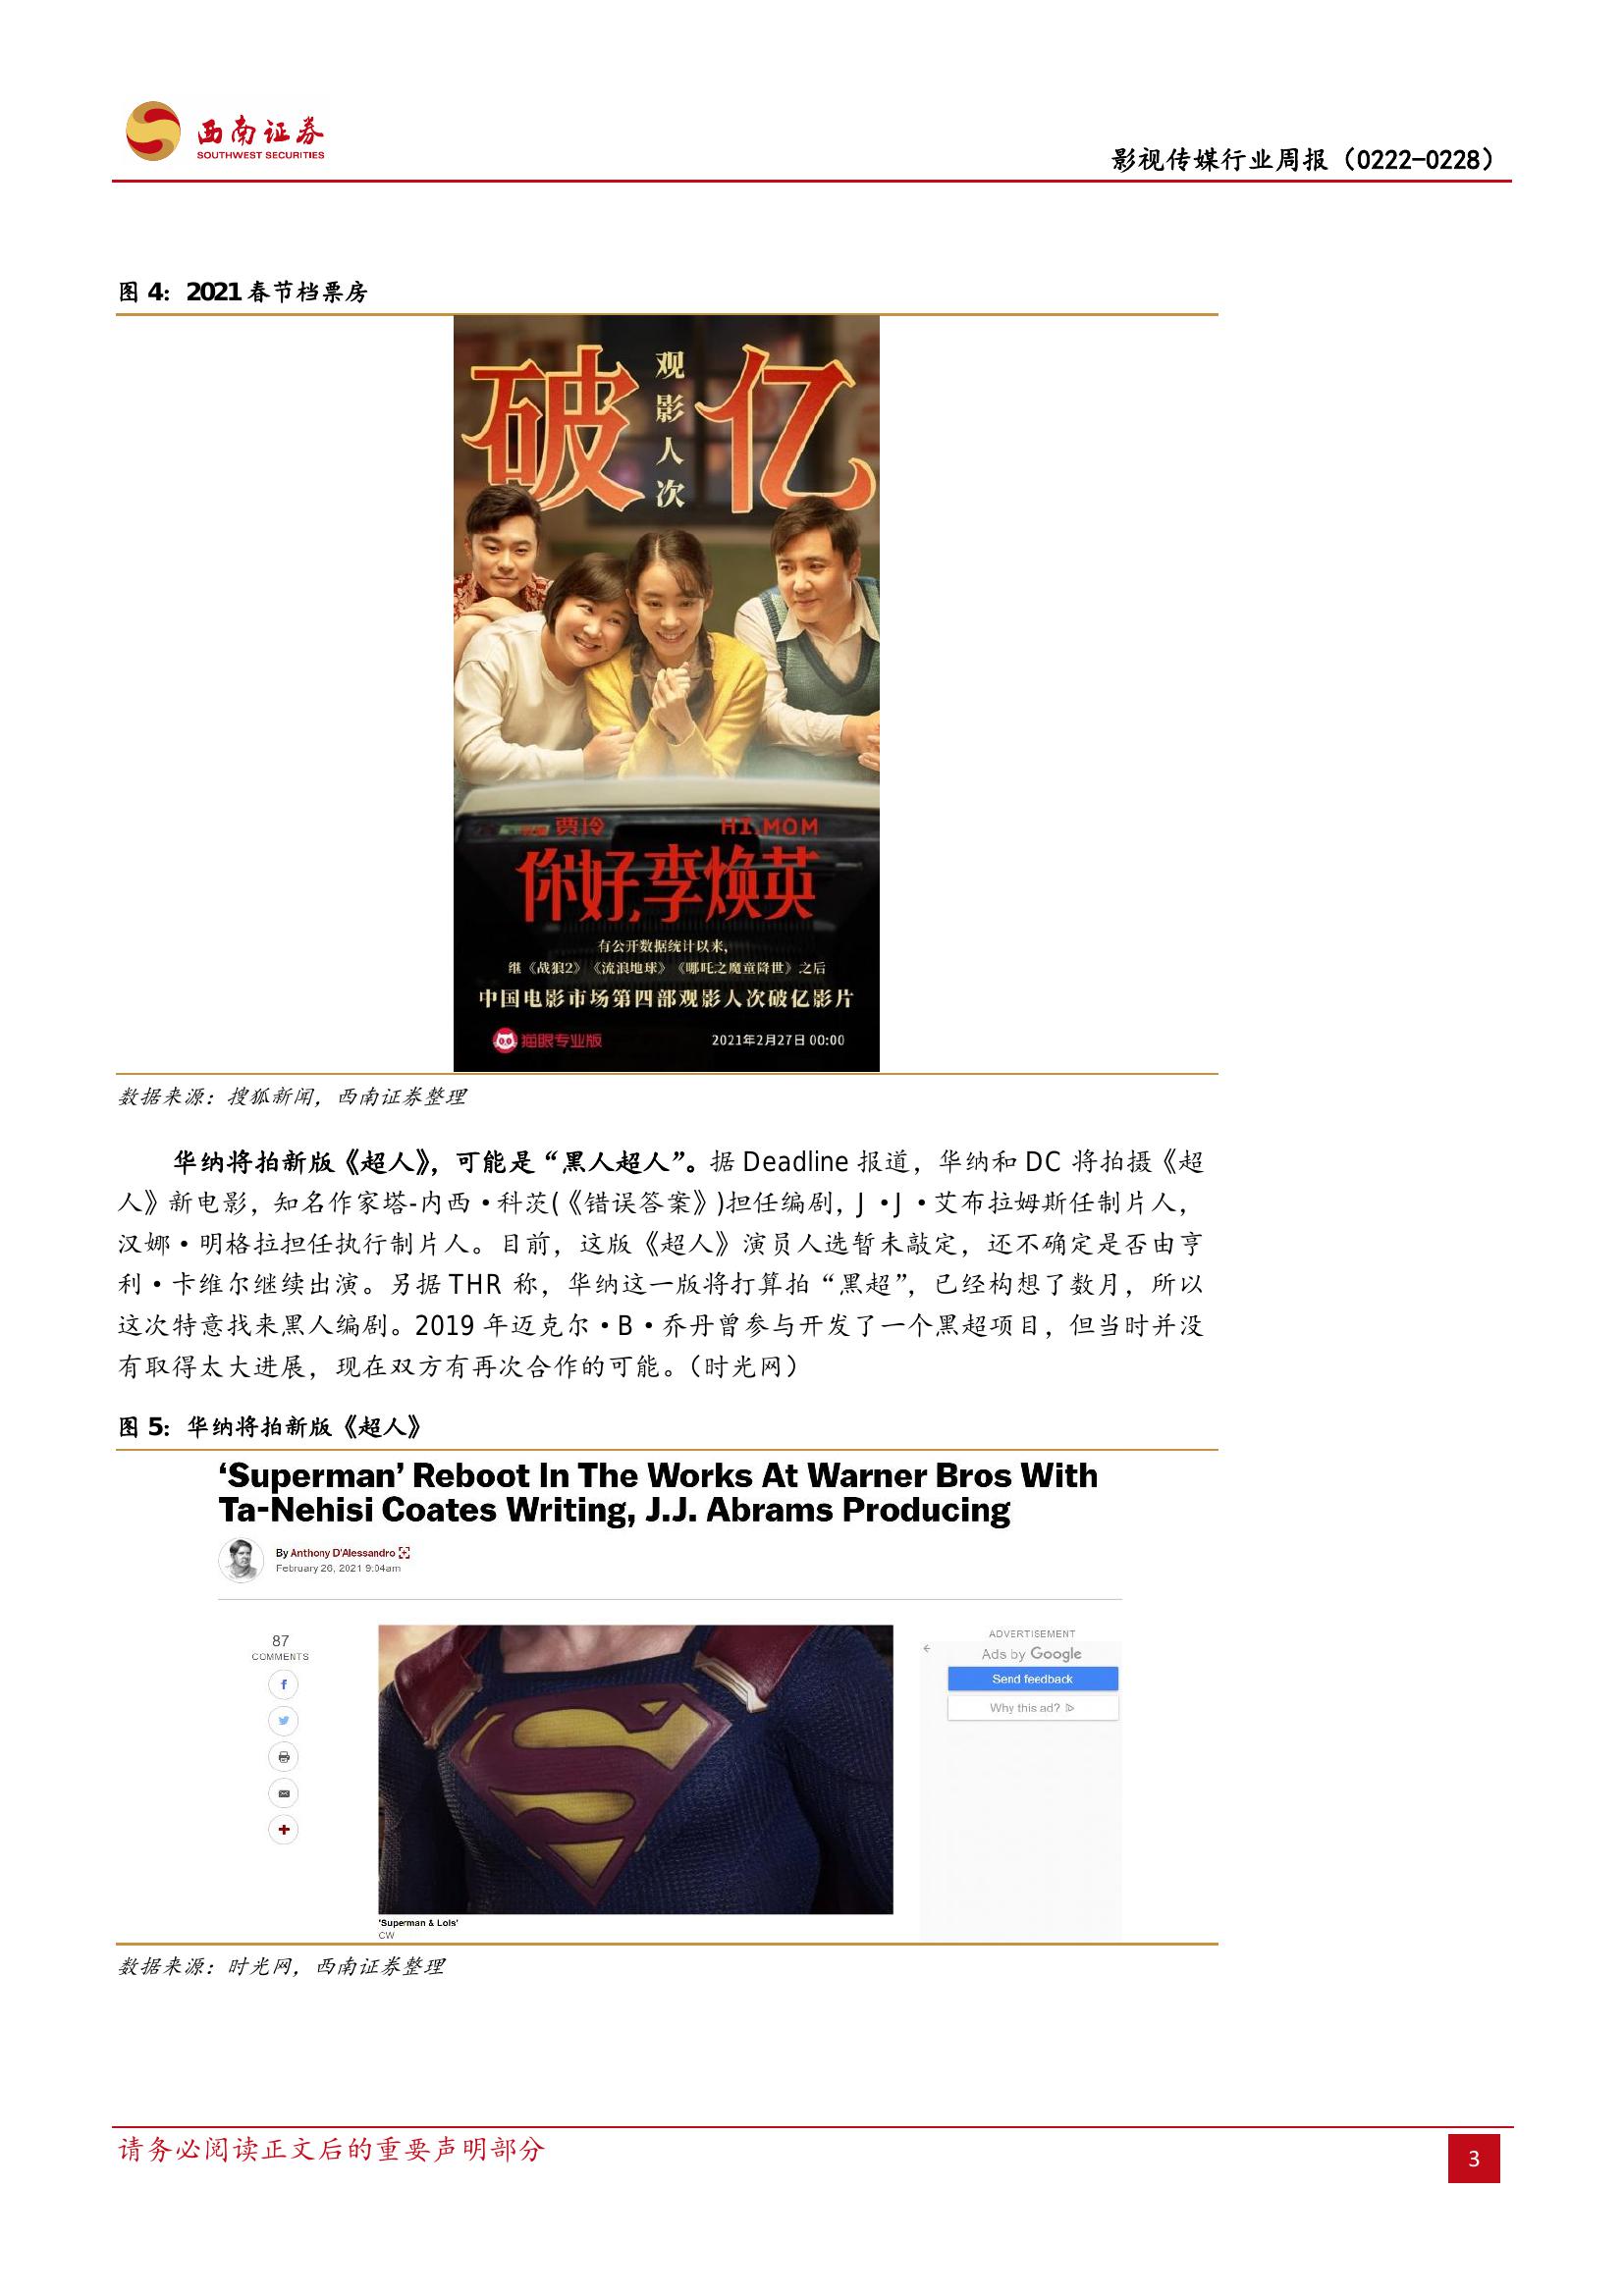 西南证券
SOUTHWEST SECURITIES
影视传媒行业周报（0222-0228）
图 4：2021 春节档票房
破亿
观影人次
贾玲
HI,MOM
你好,李焕英
有公开数据统计以来,
继《战狼2》《流浪地球》《哪吒之魔童降世》之后
中国电影市场第四部观影人次破亿影片
猫眼专业版
2021年2月27日 00:00
数据来源：搜狐新闻，西南证券整理
华纳将拍新版《超人》，可能是“黑人超人”。据 Deadline 报道，华纳和 DC 将拍摄《超
人》新电影，知名作家塔-内西·科茨(《错误答案》)担任编剧，J·J·艾布拉姆斯任制片人，
汉娜·明格拉担任执行制片人。目前，这版《超人》演员人选暂未敲定，还不确定是否由亨
利·卡维尔继续出演。另据 THR 称，华纳这一版将打算拍“黑超”，已经构想了数月，所以
这次特意找来黑人编剧。2019 年迈克尔·B·乔丹曾参与开发了一个黑超项目，但当时并没
有取得太大进展，现在双方有再次合作的可能。（时光网）
图 5：华纳将拍新版《超人》
‘Superman’ Reboot In The Works At Warner Bros With
Ta-Nehisi Coates Writing, J.J. Abrams Producing
By Anthony D'Alessandro
February 26, 2021 9:04am
87
COMMENTS
ADVERTISEMENT
Ads by Google
Send feedback
Why this ad?
'Superman & Lois'
CW
数据来源：时光网，西南证券整理
请务必阅读正文后的重要声明部分
3